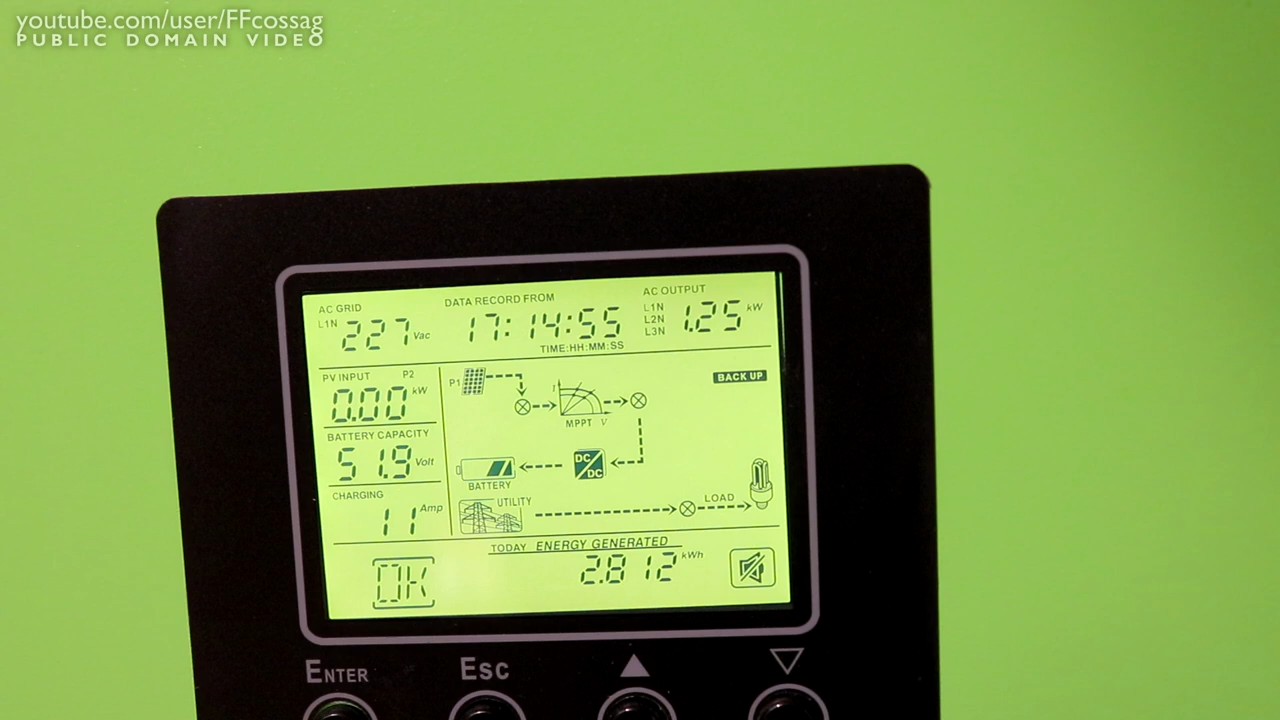 youtube.com/user/FFcossag
PUBLIC DOMAIN VIDEO
AC GRID
L1N 227 Vac
DATA RECORD FROM
17:14:55
TIME:HH:MM:SS
AC OUTPUT
L1N
L2N
L3N
1.25 kW
PV INPUT P2
0.00 kW
BATTERY CAPACITY
51.9 Volt
CHARGING
11 Amp
P1
I
MPPT V
BACK UP
DC
DC
BATTERY
UTILITY
LOAD
TODAY ENERGY GENERATED
2.812 kWh
OK
ENTER
ESC